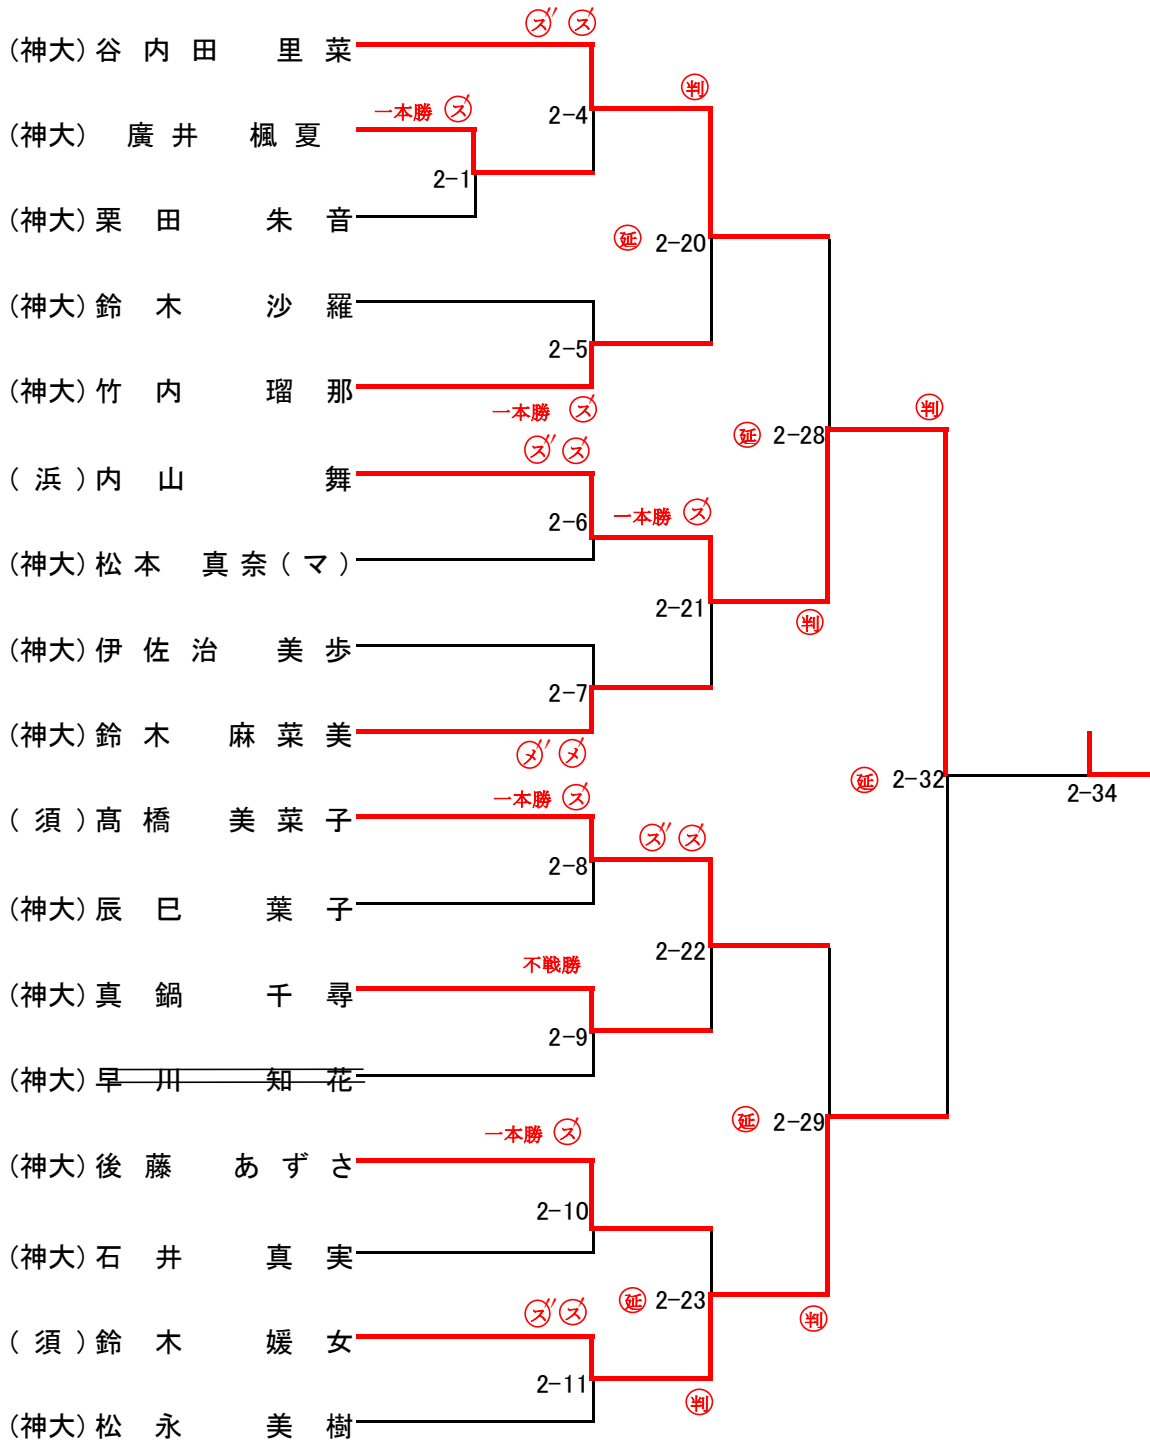 ズ ス
(神大) 谷内田 里菜
判
一本勝 ス
2-4
(神大) 廣井 楓夏
2-1
(神大) 栗田 朱音
延 2-20
(神大) 鈴木 沙羅
2-5
(神大) 竹内 瑠那
一本勝 ス
判
延 2-28
ズ ス
(浜) 内山 舞
一本勝 ス
2-6
(神大) 松本 真奈(マ)
2-21
判
(神大) 伊佐治 美歩
2-7
(神大) 鈴木 麻菜美
メ メ
延 2-32
2-34
一本勝 ス
(須) 髙橋 美菜子
ズ ス
2-8
(神大) 辰巳 葉子
2-22
不戦勝
(神大) 真鍋 千尋
2-9
(神大) 早川 知花
延 2-29
一本勝 ス
(神大) 後藤 あずさ
2-10
(神大) 石井 真実
延 2-23
ズ ス
判
(須) 鈴木 媛女
2-11
判
(神大) 松永 美樹